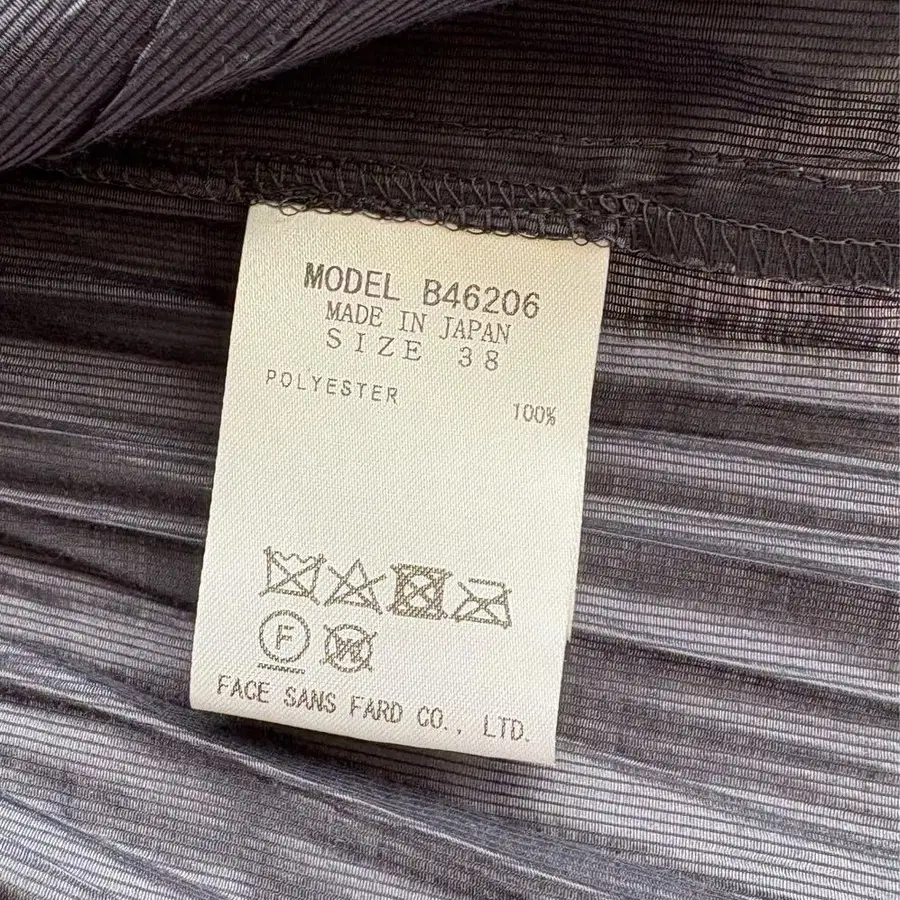 MODEL B46206
MADE IN JAPAN
SIZE 38
POLYESTER 100%
F W
FACE SANS FARD CO., LTD.